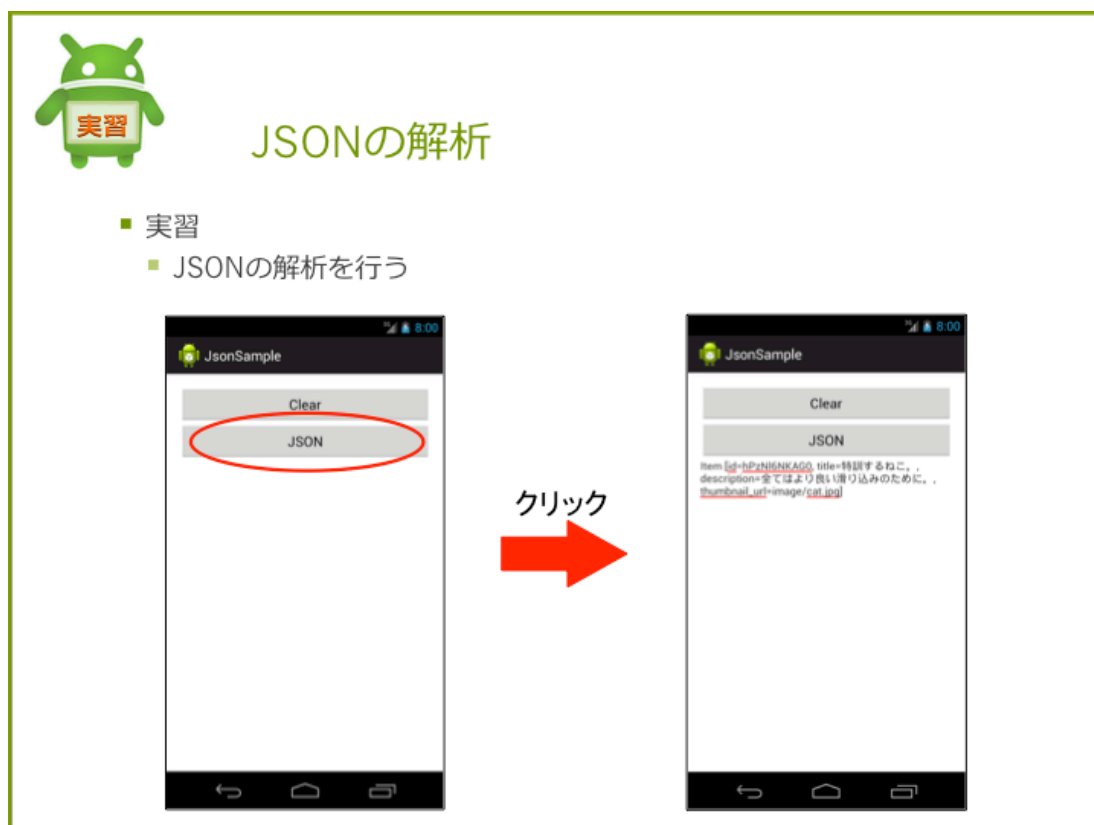 実習
JSONの解析
実習
JSONの解析を行う
8:00
JsonSample
Clear
JSON
クリック
8:00
JsonSample
Clear
JSON
Item [id=hPzNI6NKAG0, title=特訓するねこ。,
description=全てはより良い滑り込みのために。,
thumbnail_url=image/cat.jpg]